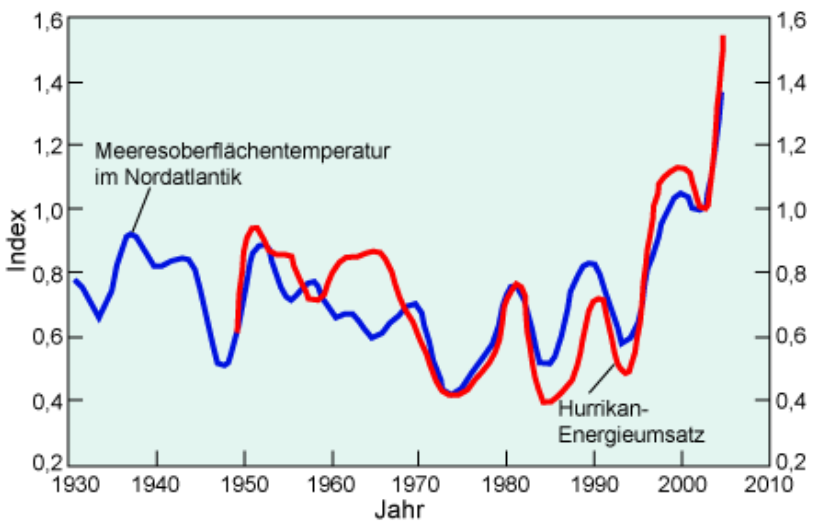 1,6
1,4
1,2
1,0
0,8
0,6
0,4
0,2
Index
1,6
1,4
1,2
1,0
0,8
0,6
0,4
0,2
Meeresoberflächentemperatur
im Nordatlantik
Hurrikan-
Energieumsatz
1930 1940 1950 1960 1970 1980 1990 2000 2010
Jahr